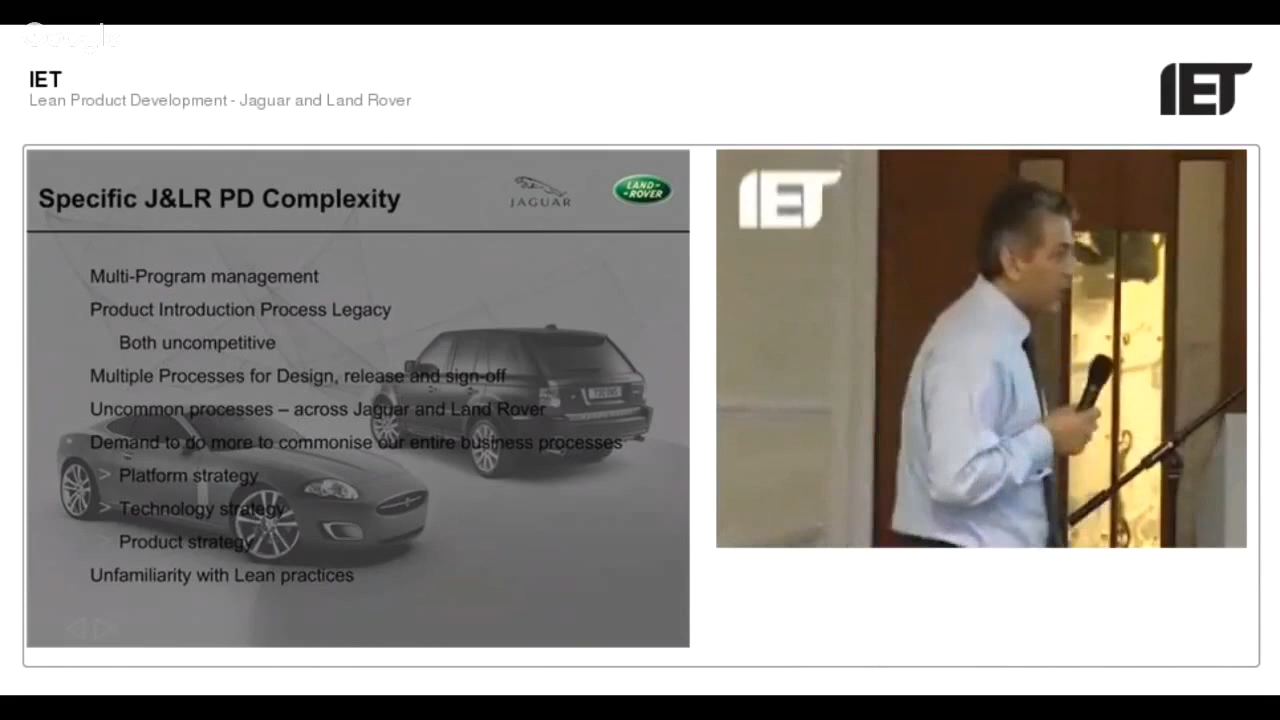 Google
IET
Lean Product Development - Jaguar and Land Rover
IET
Specific J&LR PD Complexity
JAGUAR
LAND-
-ROVER
IET
Multi-Program management
Product Introduction Process Legacy
Both uncompetitive
Multiple Processes for Design, release and sign-off
Uncommon processes – across Jaguar and Land Rover
Demand to do more to commonise our entire business processes
> Platform strategy
> Technology strategy
> Product strategy
Unfamiliarity with Lean practices